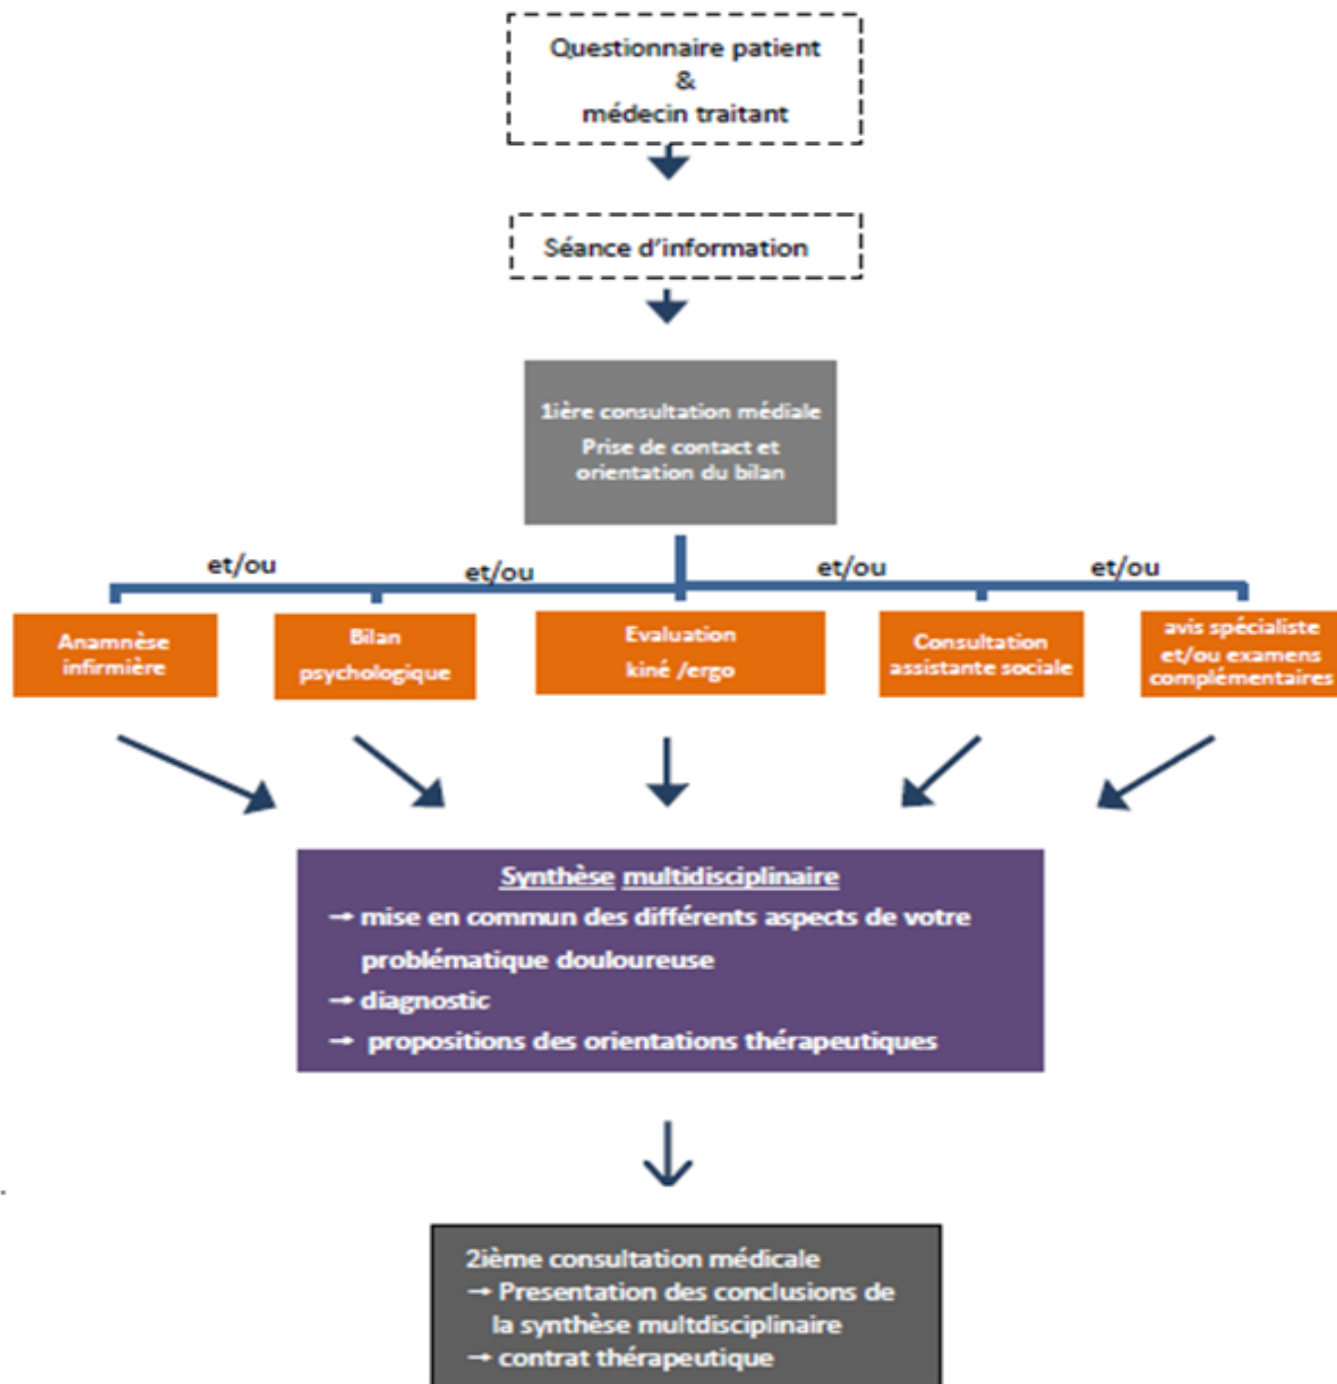 Questionnaire patient
&
médecin traitant
Séance d'information
1ière consultation médiale
Prise de contact et
orientation du bilan
et/ou
et/ou
et/ou
et/ou
Anamnèse
infirmière
Bilan
psychologique
Evaluation
kiné /ergo
Consultation
assistante sociale
avis spécialiste
et/ou examens
complémentaires
Synthèse multidisciplinaire
→ mise en commun des différents aspects de votre
problématique douloureuse
→ diagnostic
→ propositions des orientations thérapeutiques
.
2ième consultation médicale
→ Presentation des conclusions de
la synthèse multdisciplinaire
→ contrat thérapeutique